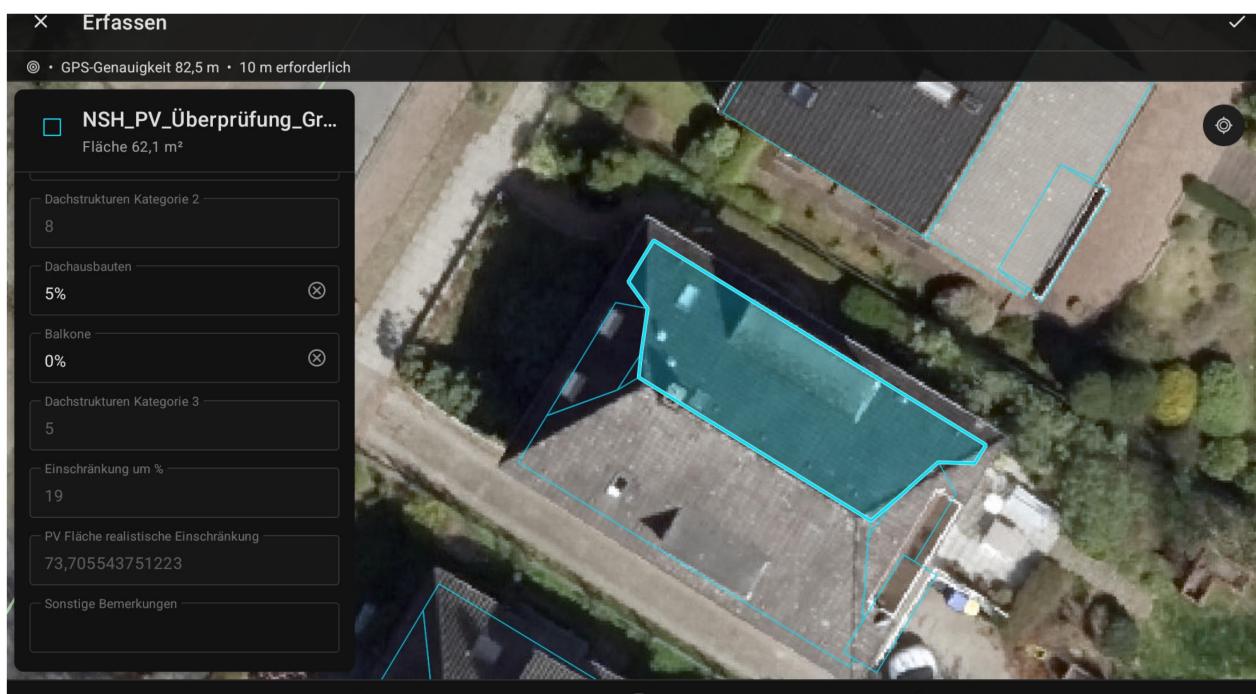 Erfassen
• GPS-Genauigkeit 82,5 m • 10 m erforderlich
NSH_PV_Überprüfung_Gr...
Fläche 62,1 m²
Dachstrukturen Kategorie 2
8
Dachausbauten
5%
Balkone
0%
Dachstrukturen Kategorie 3
5
Einschränkung um %
19
PV Fläche realistische Einschränkung
73,705543751223
Sonstige Bemerkungen